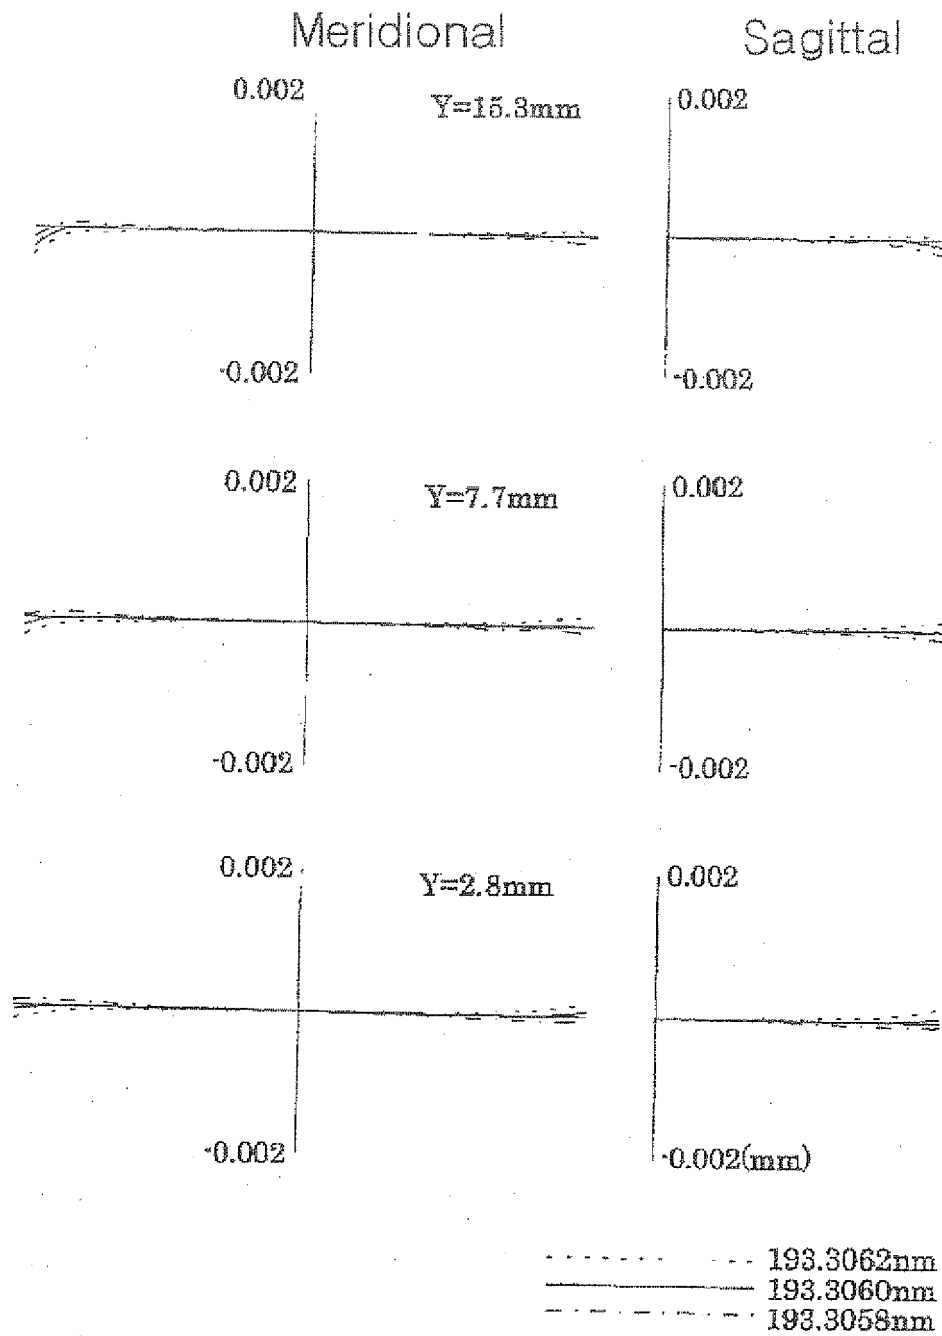 Meridional Sagittal
0.002 Y=15.3mm 0.002
-0.002 -0.002
0.002 Y=7.7mm 0.002
-0.002 -0.002
0.002 Y=2.8mm 0.002
-0.002 -0.002(mm)
193.3062nm
193.3060nm
193.3058nm